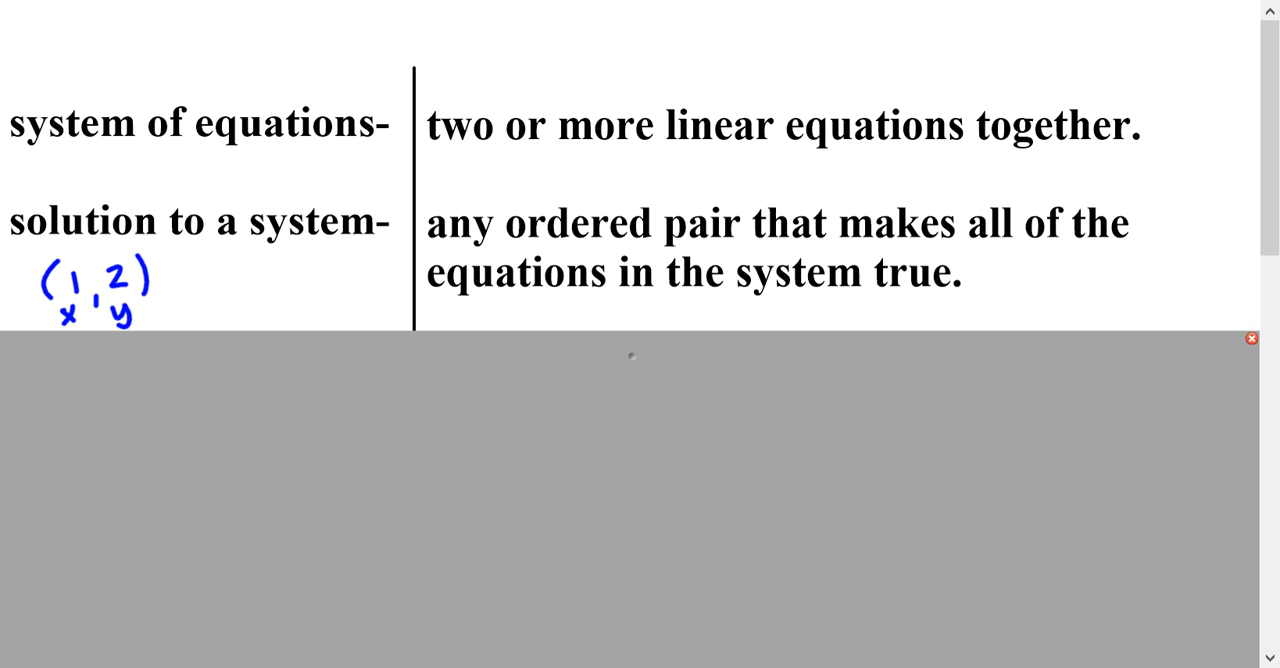 system of equations- two or more linear equations together.
solution to a system- any ordered pair that makes all of the
equations in the system true.
(1, 2)
x y